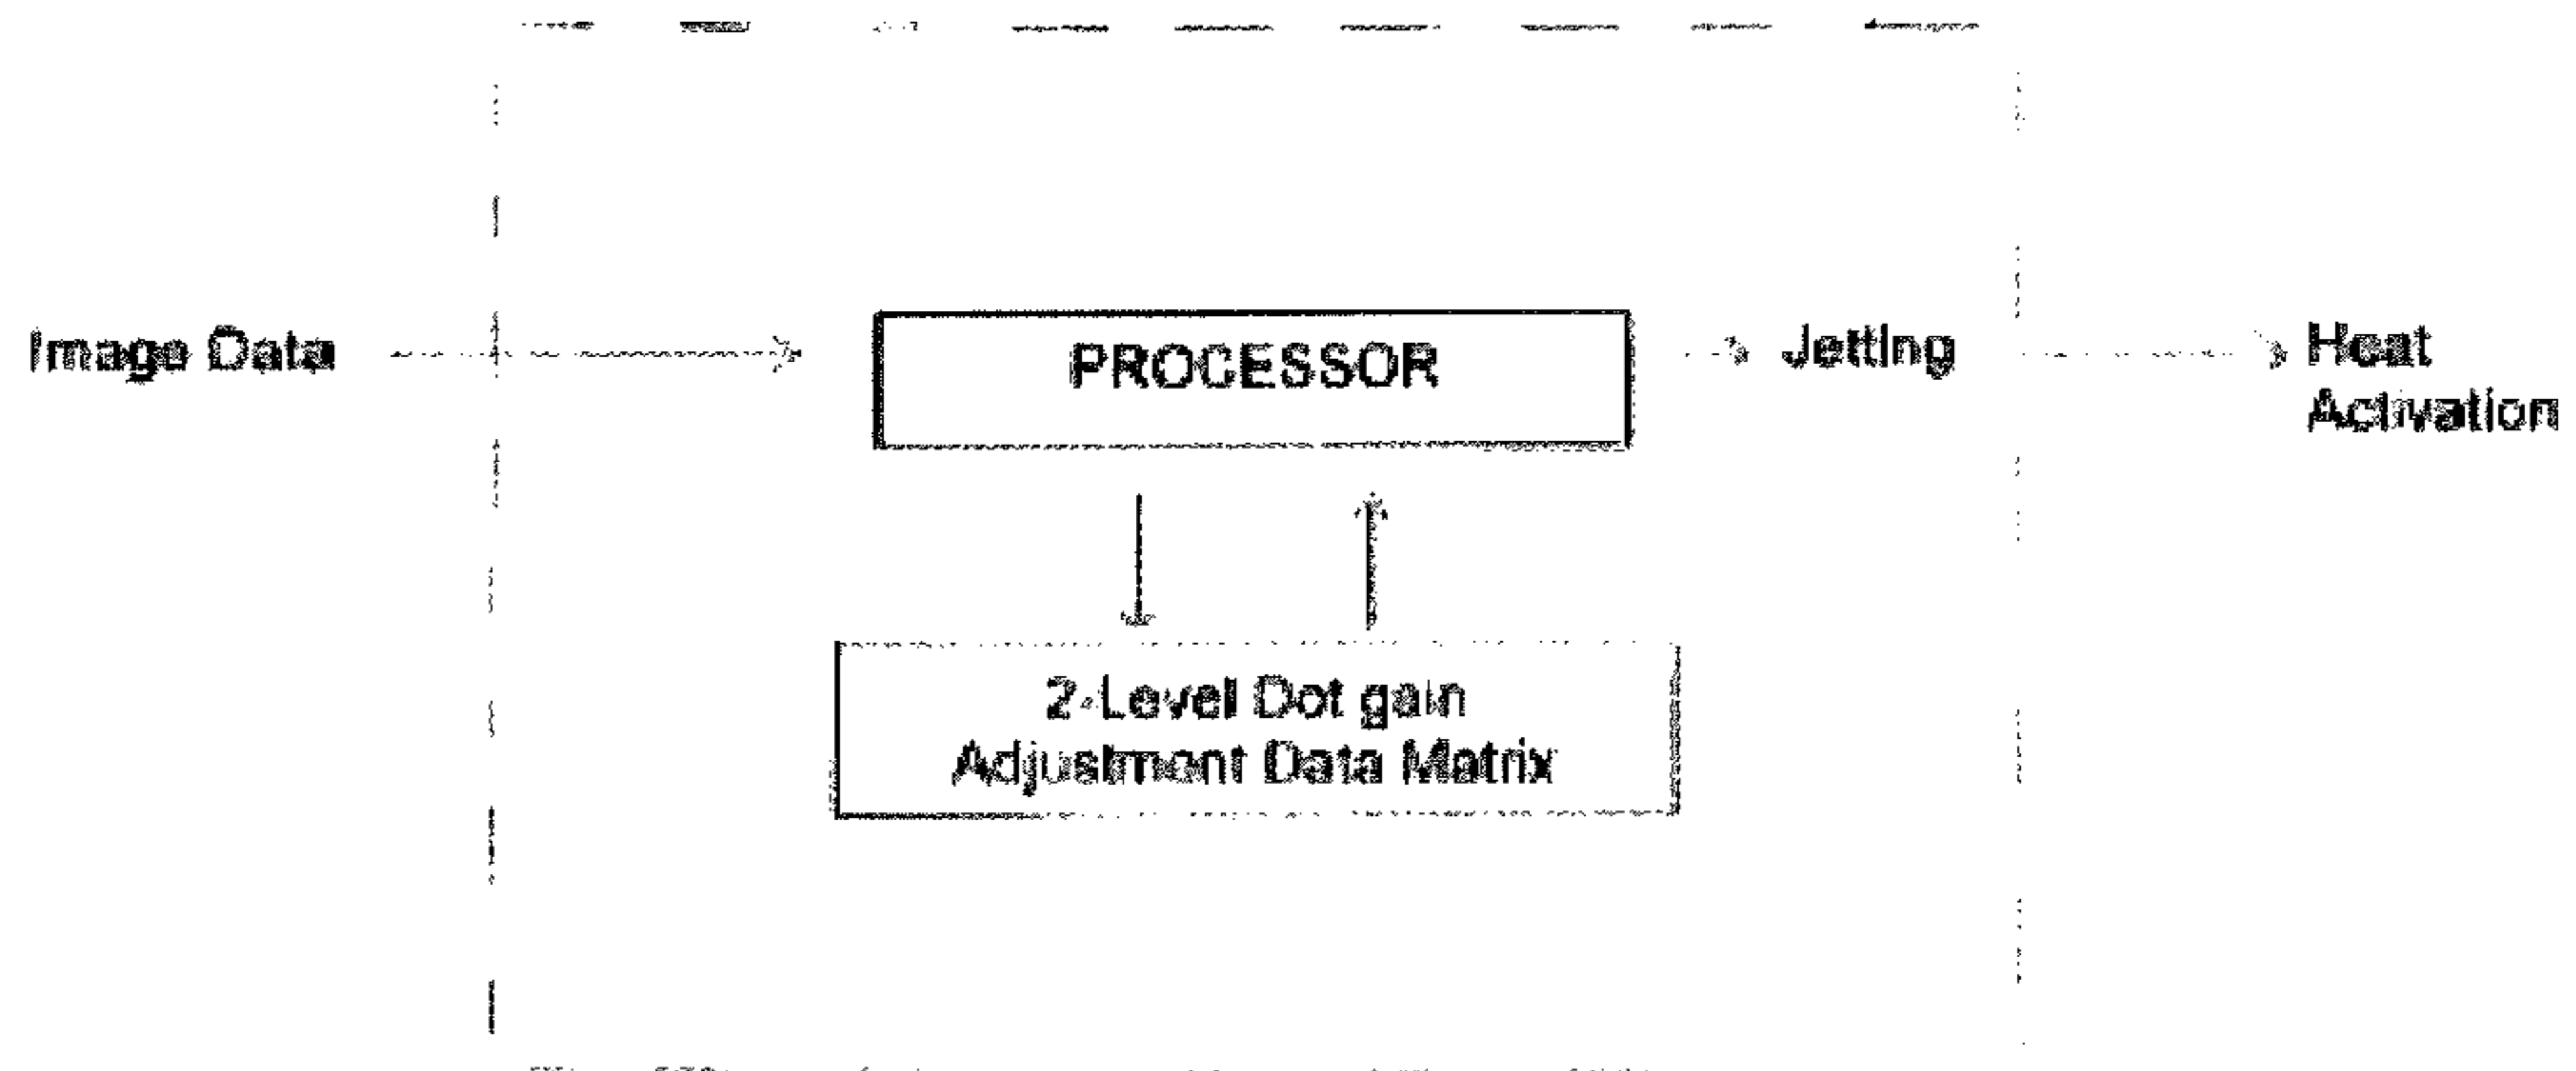 Image Data
PROCESSOR
Jetting
Heat
Activation
2-Level Dot gain
Adjustment Data Matrix